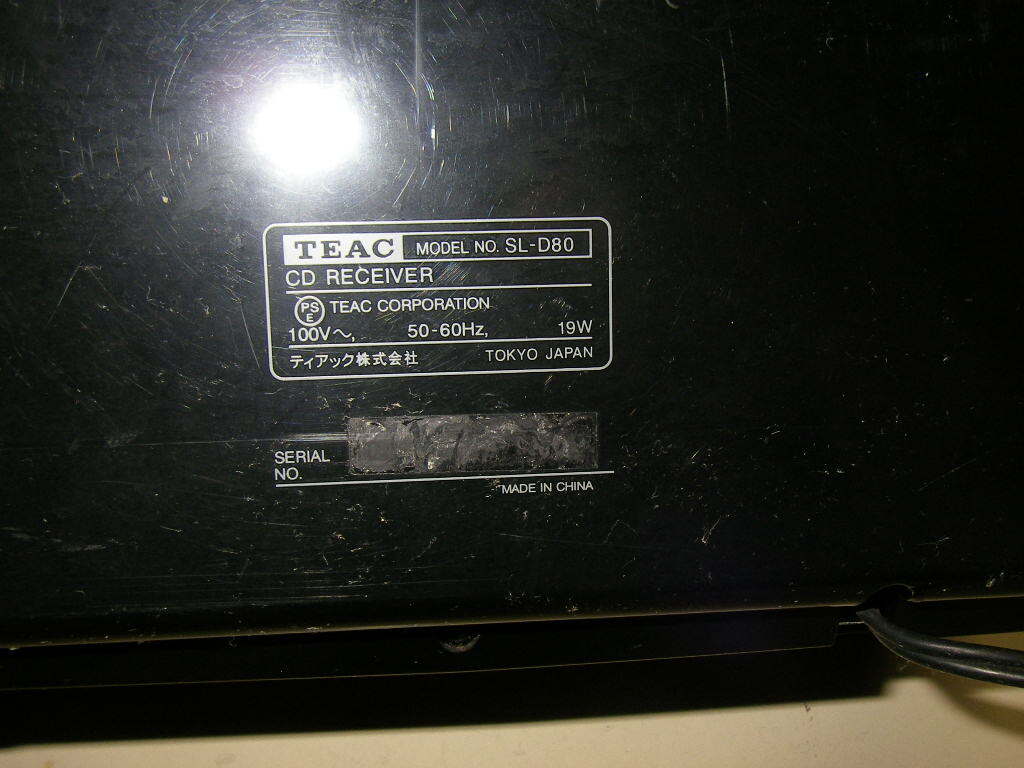 TEAC MODEL NO. SL-D80
CD RECEIVER
PSE TEAC CORPORATION
100V～, 50-60Hz, 19W
ティアック株式会社 TOKYO JAPAN
SERIAL
NO.
MADE IN CHINA